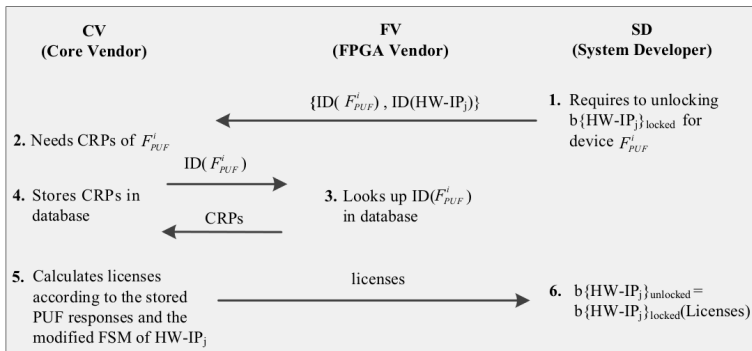 CV
(Core Vendor)
FV
(FPGA Vendor)
SD
(System Developer)
{ID( F^i_PUF) , ID(HW-IP_j)}
1. Requires to unlocking
b{HW-IP_j}_locked for
device F^i_PUF
2. Needs CRPs of F^i_PUF
ID(F^i_PUF)
4. Stores CRPs in
database
3. Looks up ID(F^i_PUF)
in database
CRPs
5. Calculates licenses
according to the stored
PUF responses and the
modified FSM of HW-IP_j
licenses
6. b{HW-IP_j}_unlocked =
b{HW-IP_j}_locked(Licenses)